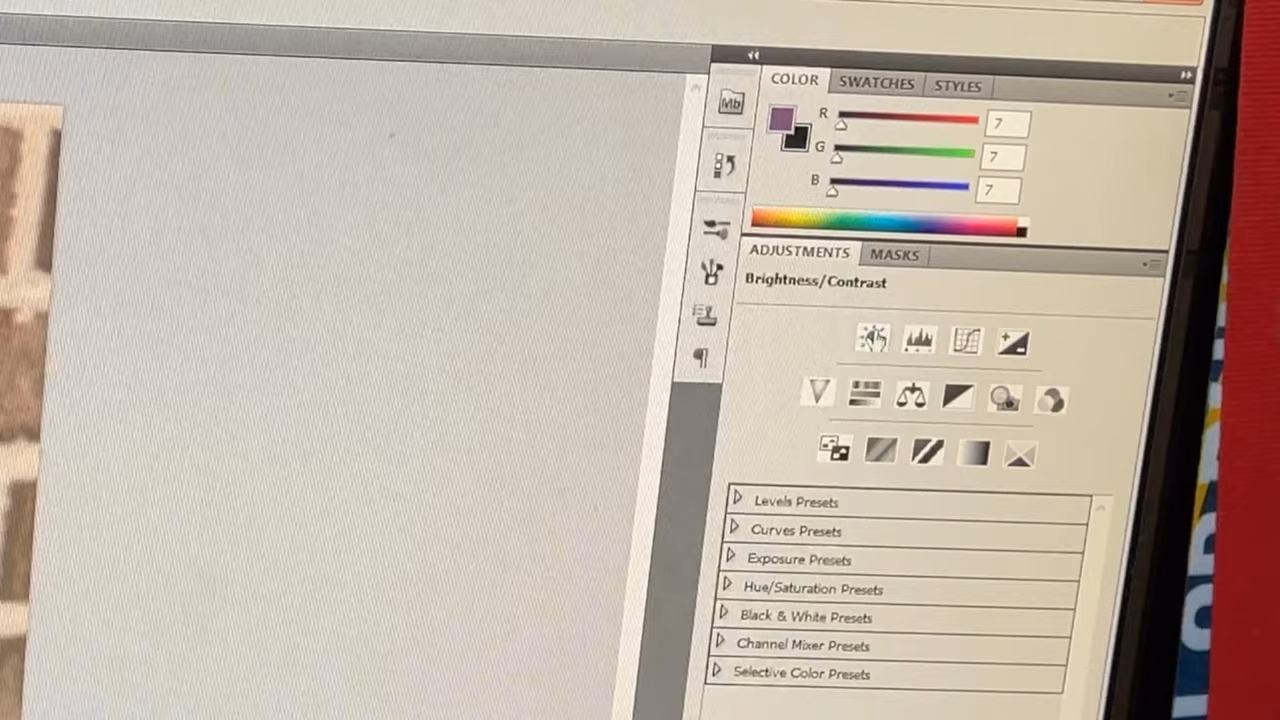 COLOR SWATCHES STYLES
Mb
R 7
G 7
B 7
ADJUSTMENTS MASKS
Brightness/Contrast
Levels Presets
Curves Presets
Exposure Presets
Hue/Saturation Presets
Black & White Presets
Channel Mixer Presets
Selective Color Presets